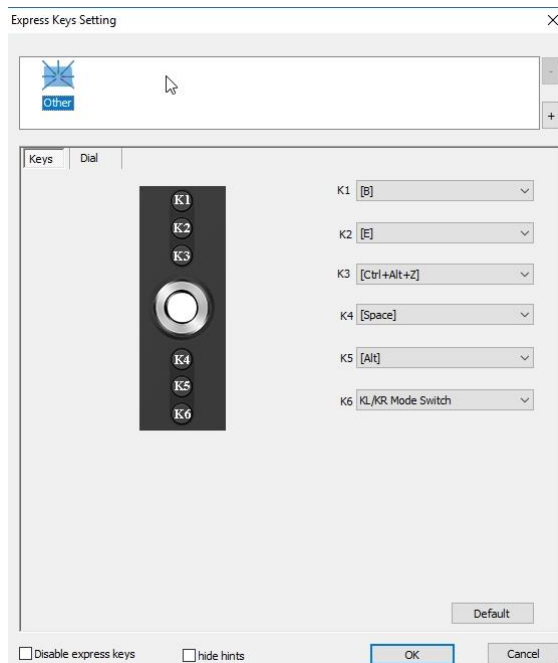 Express Keys Setting
Other
-
+
Keys Dial
K1
K2
K3
K4
K5
K6
K1 [B]
K2 [E]
K3 [Ctrl+Alt+Z]
K4 [Space]
K5 [Alt]
K6 KL/KR Mode Switch
Default
Disable express keys hide hints OK Cancel